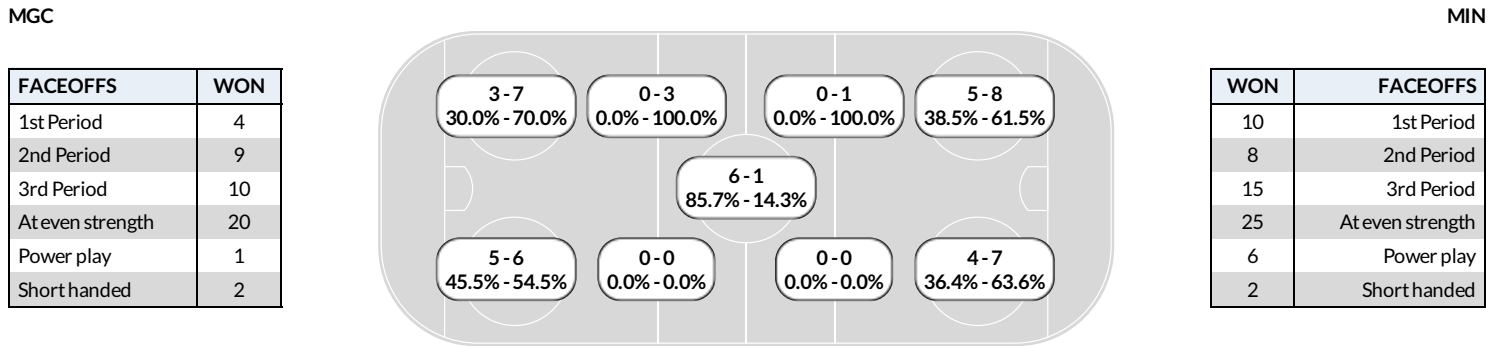 MGC
MIN
FACEOFFS WON
1st Period 4
2nd Period 9
3rd Period 10
At even strength 20
Power play 1
Short handed 2
3 - 7
30.0% - 70.0%
0 - 3
0.0% - 100.0%
0 - 1
0.0% - 100.0%
5 - 8
38.5% - 61.5%
6 - 1
85.7% - 14.3%
5 - 6
45.5% - 54.5%
0 - 0
0.0% - 0.0%
0 - 0
0.0% - 0.0%
4 - 7
36.4% - 63.6%
WON FACEOFFS
10 1st Period
8 2nd Period
15 3rd Period
25 At even strength
6 Power play
2 Short handed